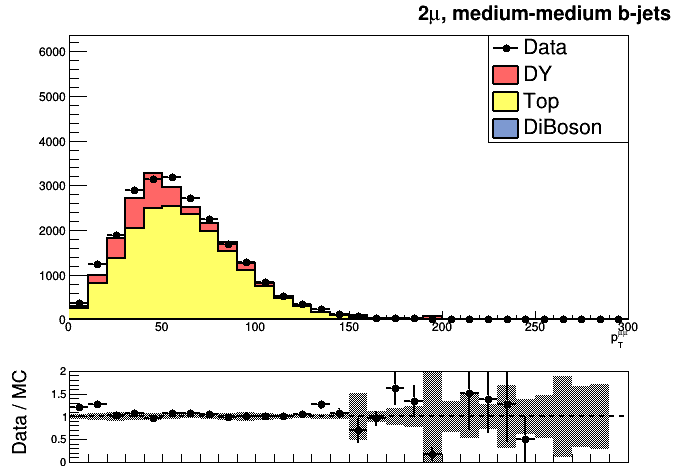 2μ, medium-medium b-jets
Data
DY
Top
DiBoson
6000
5000
4000
3000
2000
1000
0
0 50 100 150 200 250 300
p_T^μμ
Data / MC
2
1.5
1
0.5
0